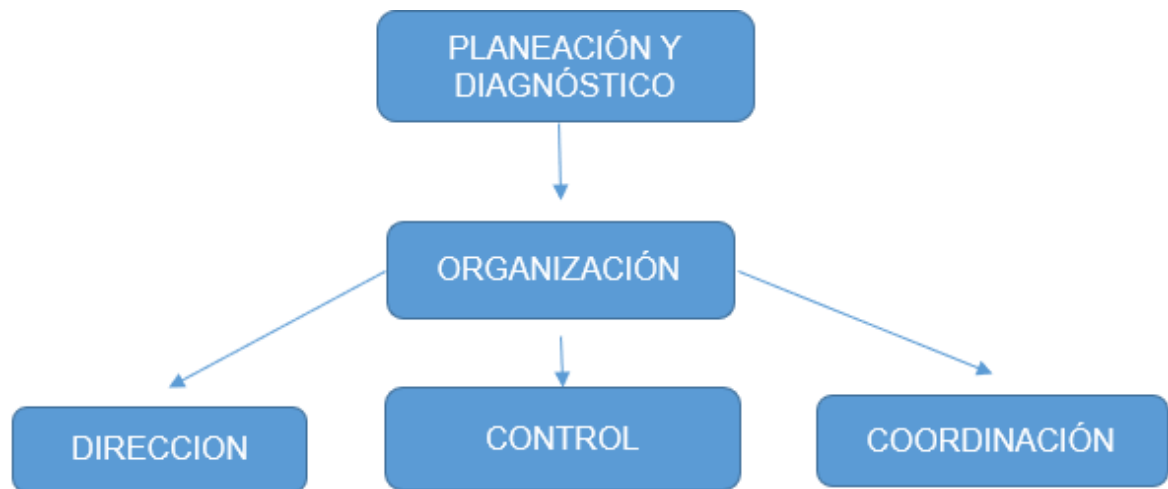 PLANEACIÓN Y
DIAGNÓSTICO
ORGANIZACIÓN
DIRECCION
CONTROL
COORDINACIÓN